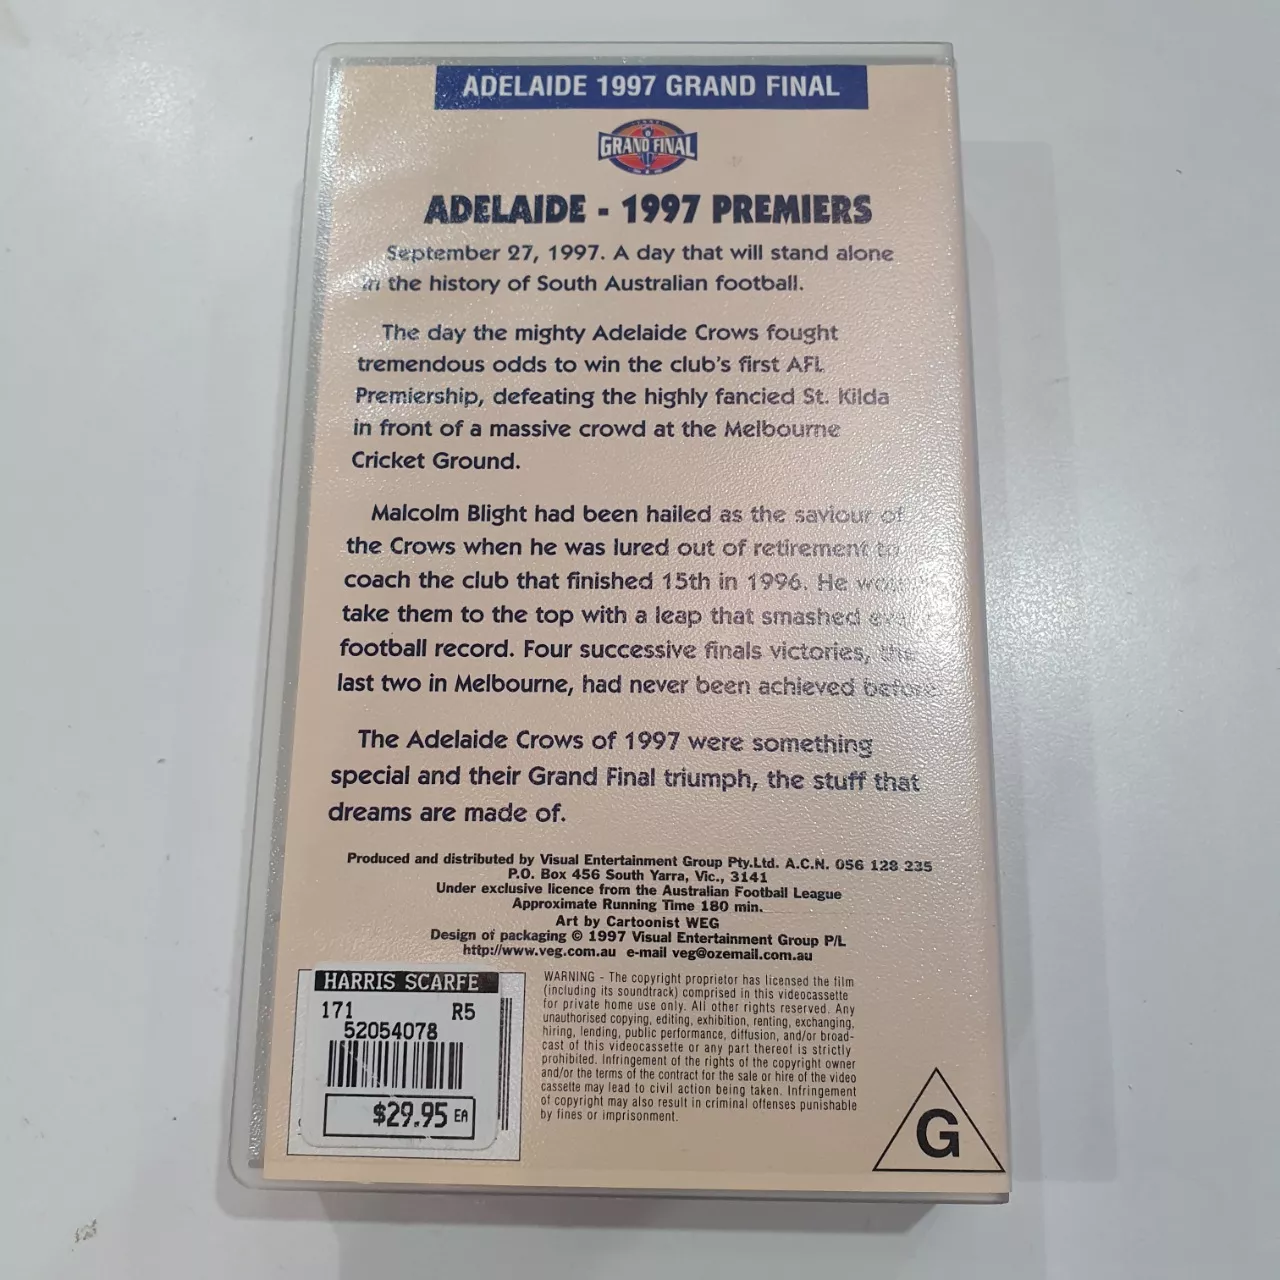 ADELAIDE 1997 GRAND FINAL
GRAND FINAL
ADELAIDE - 1997 PREMIERS
September 27, 1997. A day that will stand alone
in the history of South Australian football.
The day the mighty Adelaide Crows fought
tremendous odds to win the club's first AFL
Premiership, defeating the highly fancied St. Kilda
in front of a massive crowd at the Melbourne
Cricket Ground.
Malcolm Blight had been hailed as the saviour of
the Crows when he was lured out of retirement to
coach the club that finished 15th in 1996. He would
take them to the top with a leap that smashed every
football record. Four successive finals victories, the
last two in Melbourne, had never been achieved before.
The Adelaide Crows of 1997 were something
special and their Grand Final triumph, the stuff that
dreams are made of.
Produced and distributed by Visual Entertainment Group Pty.Ltd. A.C.N. 056 128 235
P.O. Box 456 South Yarra, Vic., 3141
Under exclusive licence from the Australian Football League
Approximate Running Time 180 min.
Art by Cartoonist WEG
Design of packaging © 1997 Visual Entertainment Group P/L
http://www.veg.com.au e-mail veg@ozemail.com.au
HARRIS SCARFE
171 R5
52054078
$29.95 EA
WARNING - The copyright proprietor has licensed the film
(including its soundtrack) comprised in this videocassette
for private home use only. All other rights reserved. Any
unauthorised copying, editing, exhibition, renting, exchanging,
hiring, lending, public performance, diffusion, and/or broad-
cast of this videocassette or any part thereof is strictly
prohibited. Infringement of the rights of the copyright owner
and/or the terms of the contract for the sale or hire of the video
cassette may lead to civil action being taken. Infringement
of copyright may also result in criminal offenses punishable
by fines or imprisonment.
G